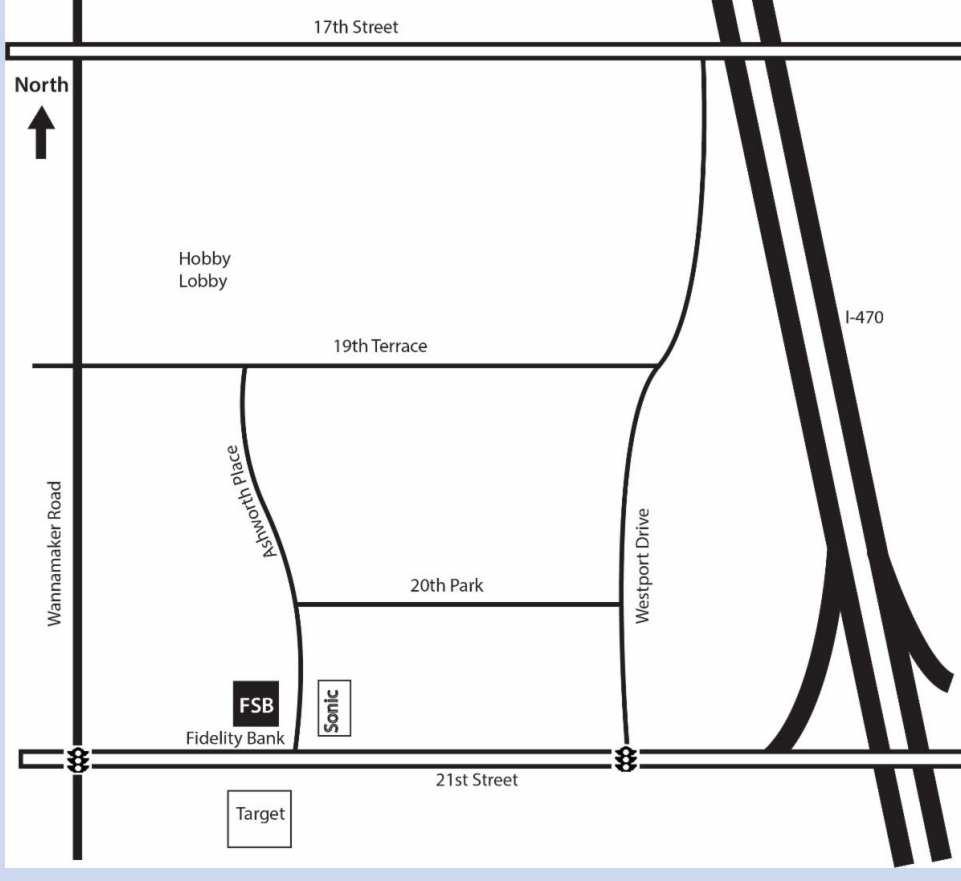 17th Street
North
Hobby
Lobby
I-470
19th Terrace
Ashworth Place
Wannamaker Road
Westport Drive
20th Park
FSB
Sonic
Fidelity Bank
21st Street
Target